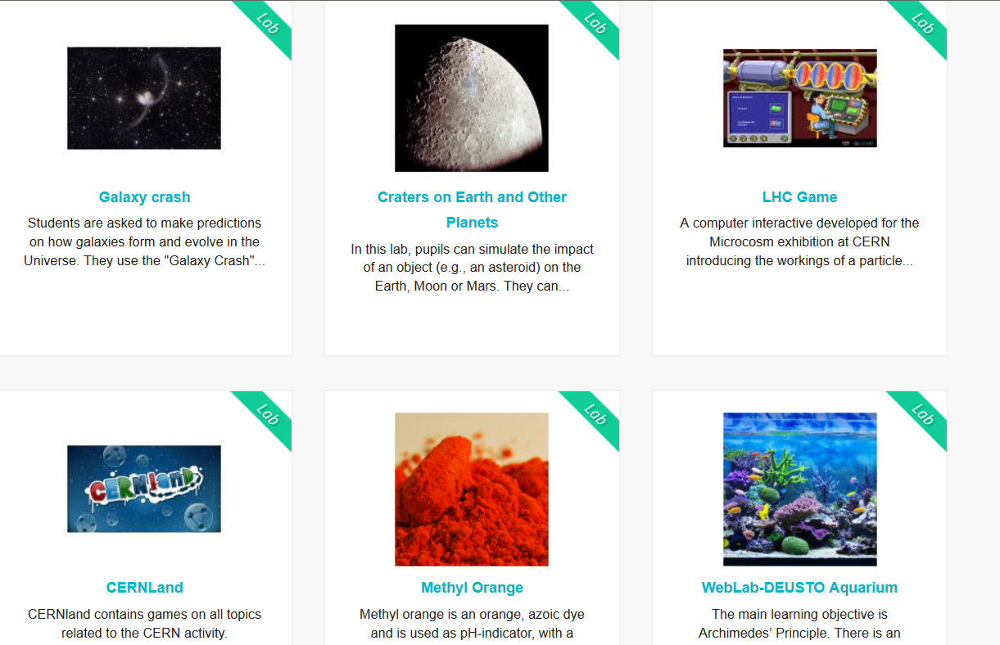 Lab
Lab
Lab
Galaxy crash
Students are asked to make predictions
on how galaxies form and evolve in the
Universe. They use the "Galaxy Crash"...
Craters on Earth and Other
Planets
In this lab, pupils can simulate the impact
of an object (e.g., an asteroid) on the
Earth, Moon or Mars. They can...
LHC Game
A computer interactive developed for the
Microcosm exhibition at CERN
introducing the workings of a particle...
Lab
Lab
Lab
CERNland
CERNLand
CERNland contains games on all topics
related to the CERN activity.
Methyl Orange
Methyl orange is an orange, azoic dye
and is used as pH-indicator, with a
WebLab-DEUSTO Aquarium
The main learning objective is
Archimedes’ Principle. There is an